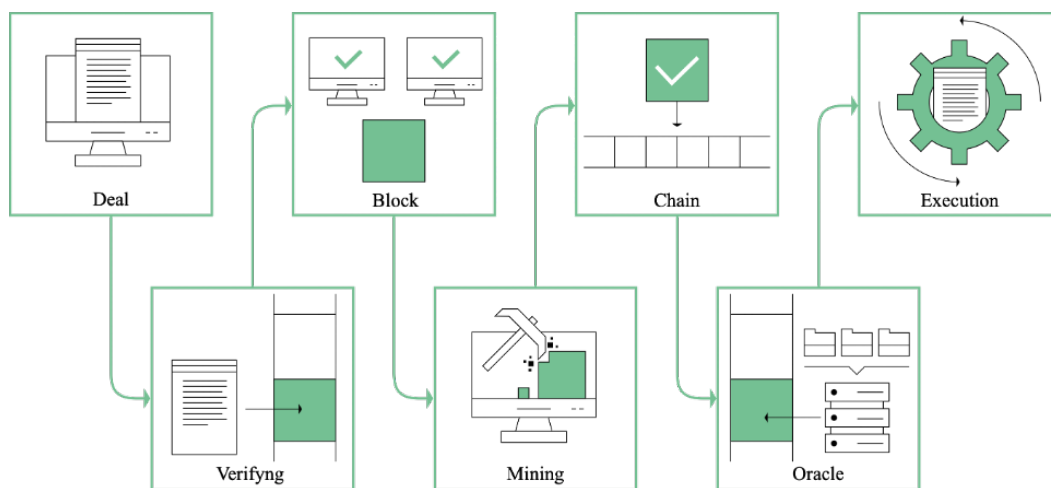 Deal
Verifyng
Block
Mining
Chain
Oracle
Execution